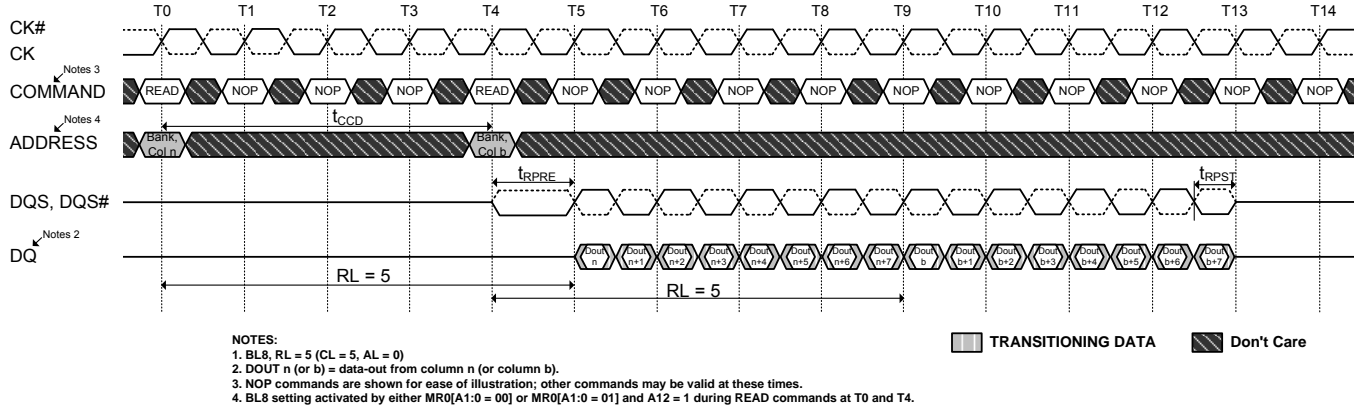 T0 T1 T2 T3 T4 T5 T6 T7 T8 T9 T10 T11 T12 T13 T14
CK#
CK
Notes 3
COMMAND READ NOP NOP NOP READ NOP NOP NOP NOP NOP NOP NOP NOP NOP NOP
tCCD
Notes 4
ADDRESS Bank, Col n Bank, Col b
tRPRE tRPST
DQS, DQS#
Notes 2
DQ Dout n Dout n+1 Dout n+2 Dout n+3 Dout n+4 Dout n+5 Dout n+6 Dout n+7 Dout b Dout b+1 Dout b+2 Dout b+3 Dout b+4 Dout b+5 Dout b+6 Dout b+7
RL = 5 RL = 5
NOTES:
1. BL8, RL = 5 (CL = 5, AL = 0)
2. DOUT n (or b) = data-out from column n (or column b).
3. NOP commands are shown for ease of illustration; other commands may be valid at these times.
4. BL8 setting activated by either MR0[A1:0 = 00] or MR0[A1:0 = 01] and A12 = 1 during READ commands at T0 and T4.
TRANSITIONING DATA Don't Care